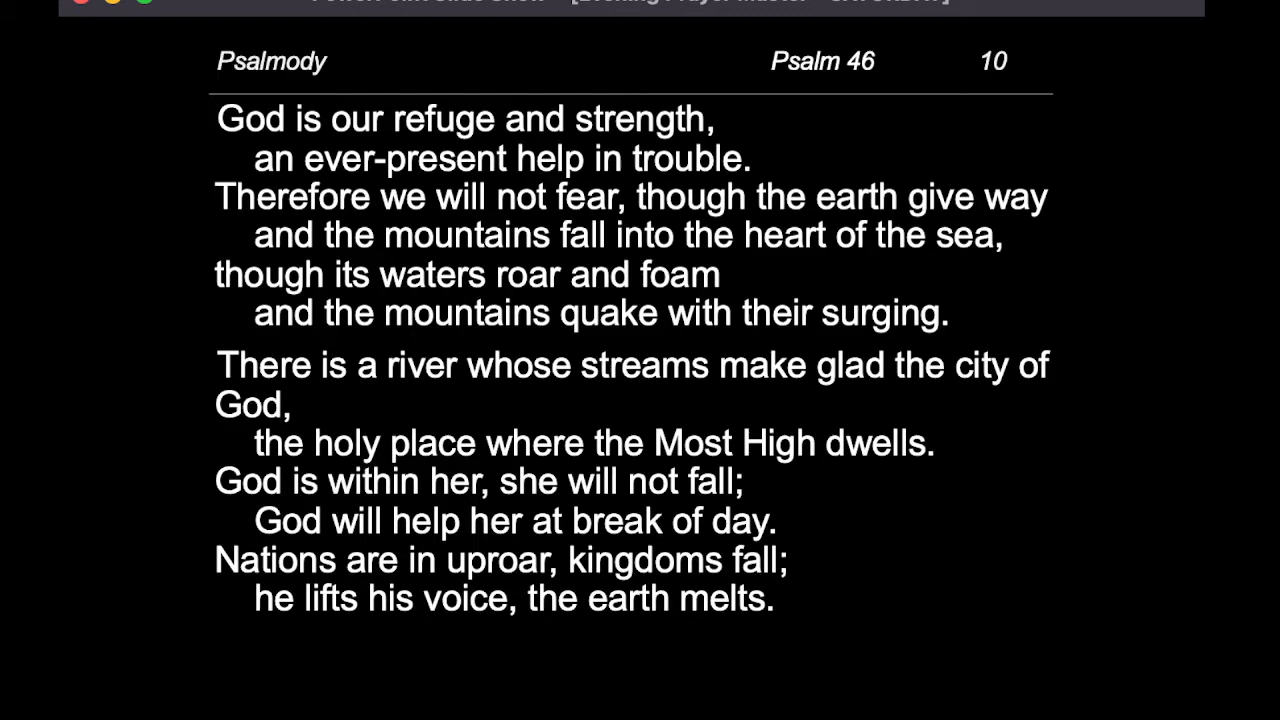 Psalmody Psalm 46 10
God is our refuge and strength,
an ever-present help in trouble.
Therefore we will not fear, though the earth give way
and the mountains fall into the heart of the sea,
though its waters roar and foam
and the mountains quake with their surging.
There is a river whose streams make glad the city of
God,
the holy place where the Most High dwells.
God is within her, she will not fall;
God will help her at break of day.
Nations are in uproar, kingdoms fall;
he lifts his voice, the earth melts.